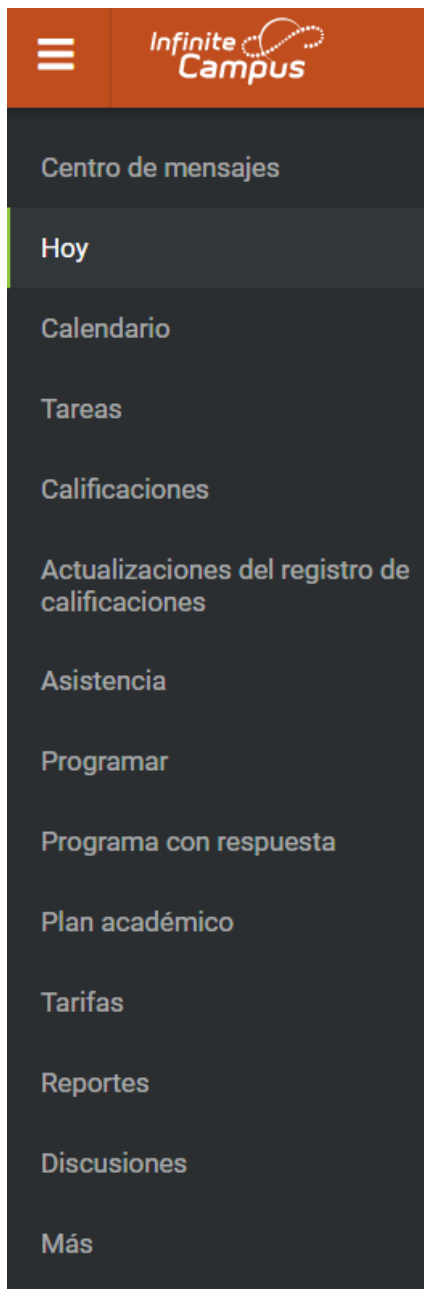 Infinite
Campus
Centro de mensajes
Hoy
Calendario
Tareas
Calificaciones
Actualizaciones del registro de
calificaciones
Asistencia
Programar
Programa con respuesta
Plan académico
Tarifas
Reportes
Discusiones
Más